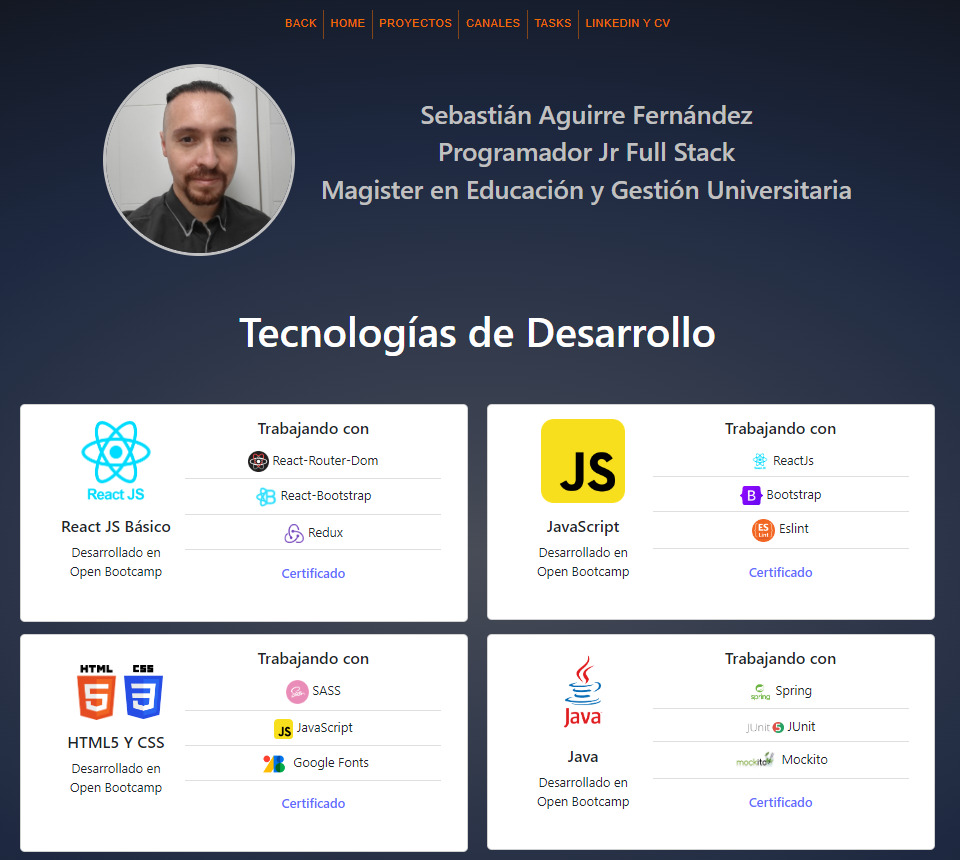 BACK HOME PROYECTOS CANALES TASKS LINKEDIN Y CV
Sebastián Aguirre Fernández
Programador Jr Full Stack
Magister en Educación y Gestión Universitaria
Tecnologías de Desarrollo
React JS
React JS Básico
Desarrollado en
Open Bootcamp
Trabajando con
React-Router-Dom
React-Bootstrap
Redux
Certificado
JS
JavaScript
Desarrollado en
Open Bootcamp
Trabajando con
ReactJs
B Bootstrap
ES
Lint
Eslint
Certificado
HTML CSS
5 3
HTML5 Y CSS
Desarrollado en
Open Bootcamp
Trabajando con
SASS
JS JavaScript
Google Fonts
Certificado
Java
Java
Desarrollado en
Open Bootcamp
Trabajando con
spring Spring
JUnit 5 JUnit
mockito Mockito
Certificado